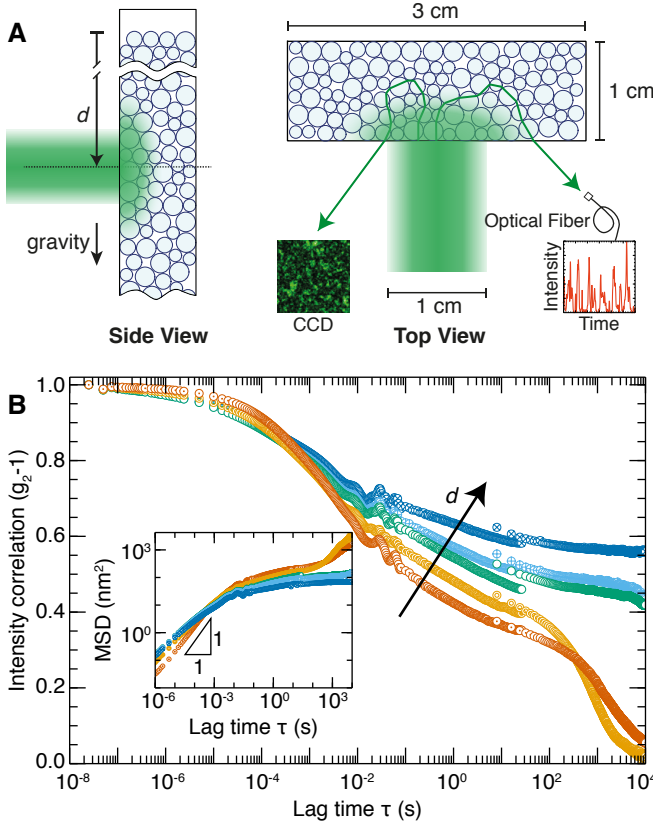 A
3 cm
1 cm
d
gravity
Optical Fiber
Intensity
Time
CCD
1 cm
Side View
Top View
B
Intensity correlation (g₂-1)
1.0
0.8
0.6
0.4
0.2
0.0
d
MSD (nm²)
10³
10⁰
1
1
10⁻⁶ 10⁻³ 10⁰ 10³
Lag time τ (s)
10⁻⁸ 10⁻⁶ 10⁻⁴ 10⁻² 10⁰ 10² 10⁴
Lag time τ (s)